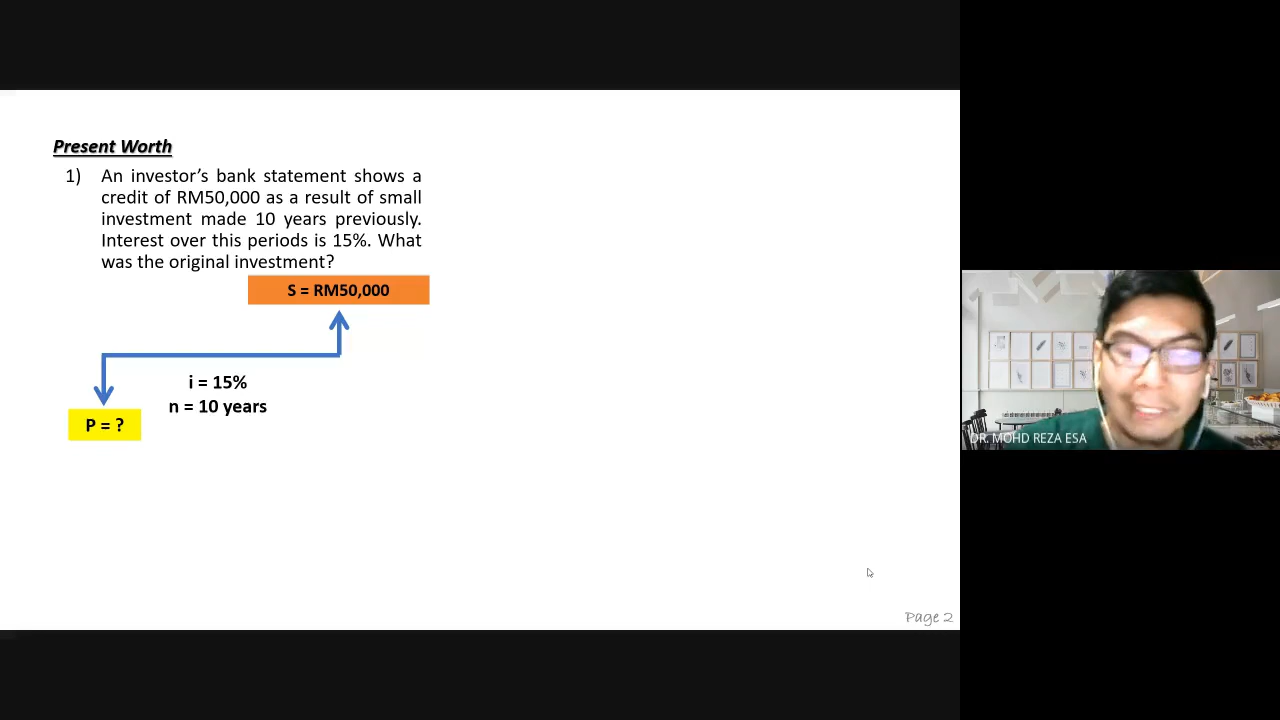 Present Worth
1) An investor's bank statement shows a
credit of RM50,000 as a result of small
investment made 10 years previously.
Interest over this periods is 15%. What
was the original investment?
S = RM50,000
i = 15%
n = 10 years
P = ?
DR. MOHD REZA ESA
Page 2